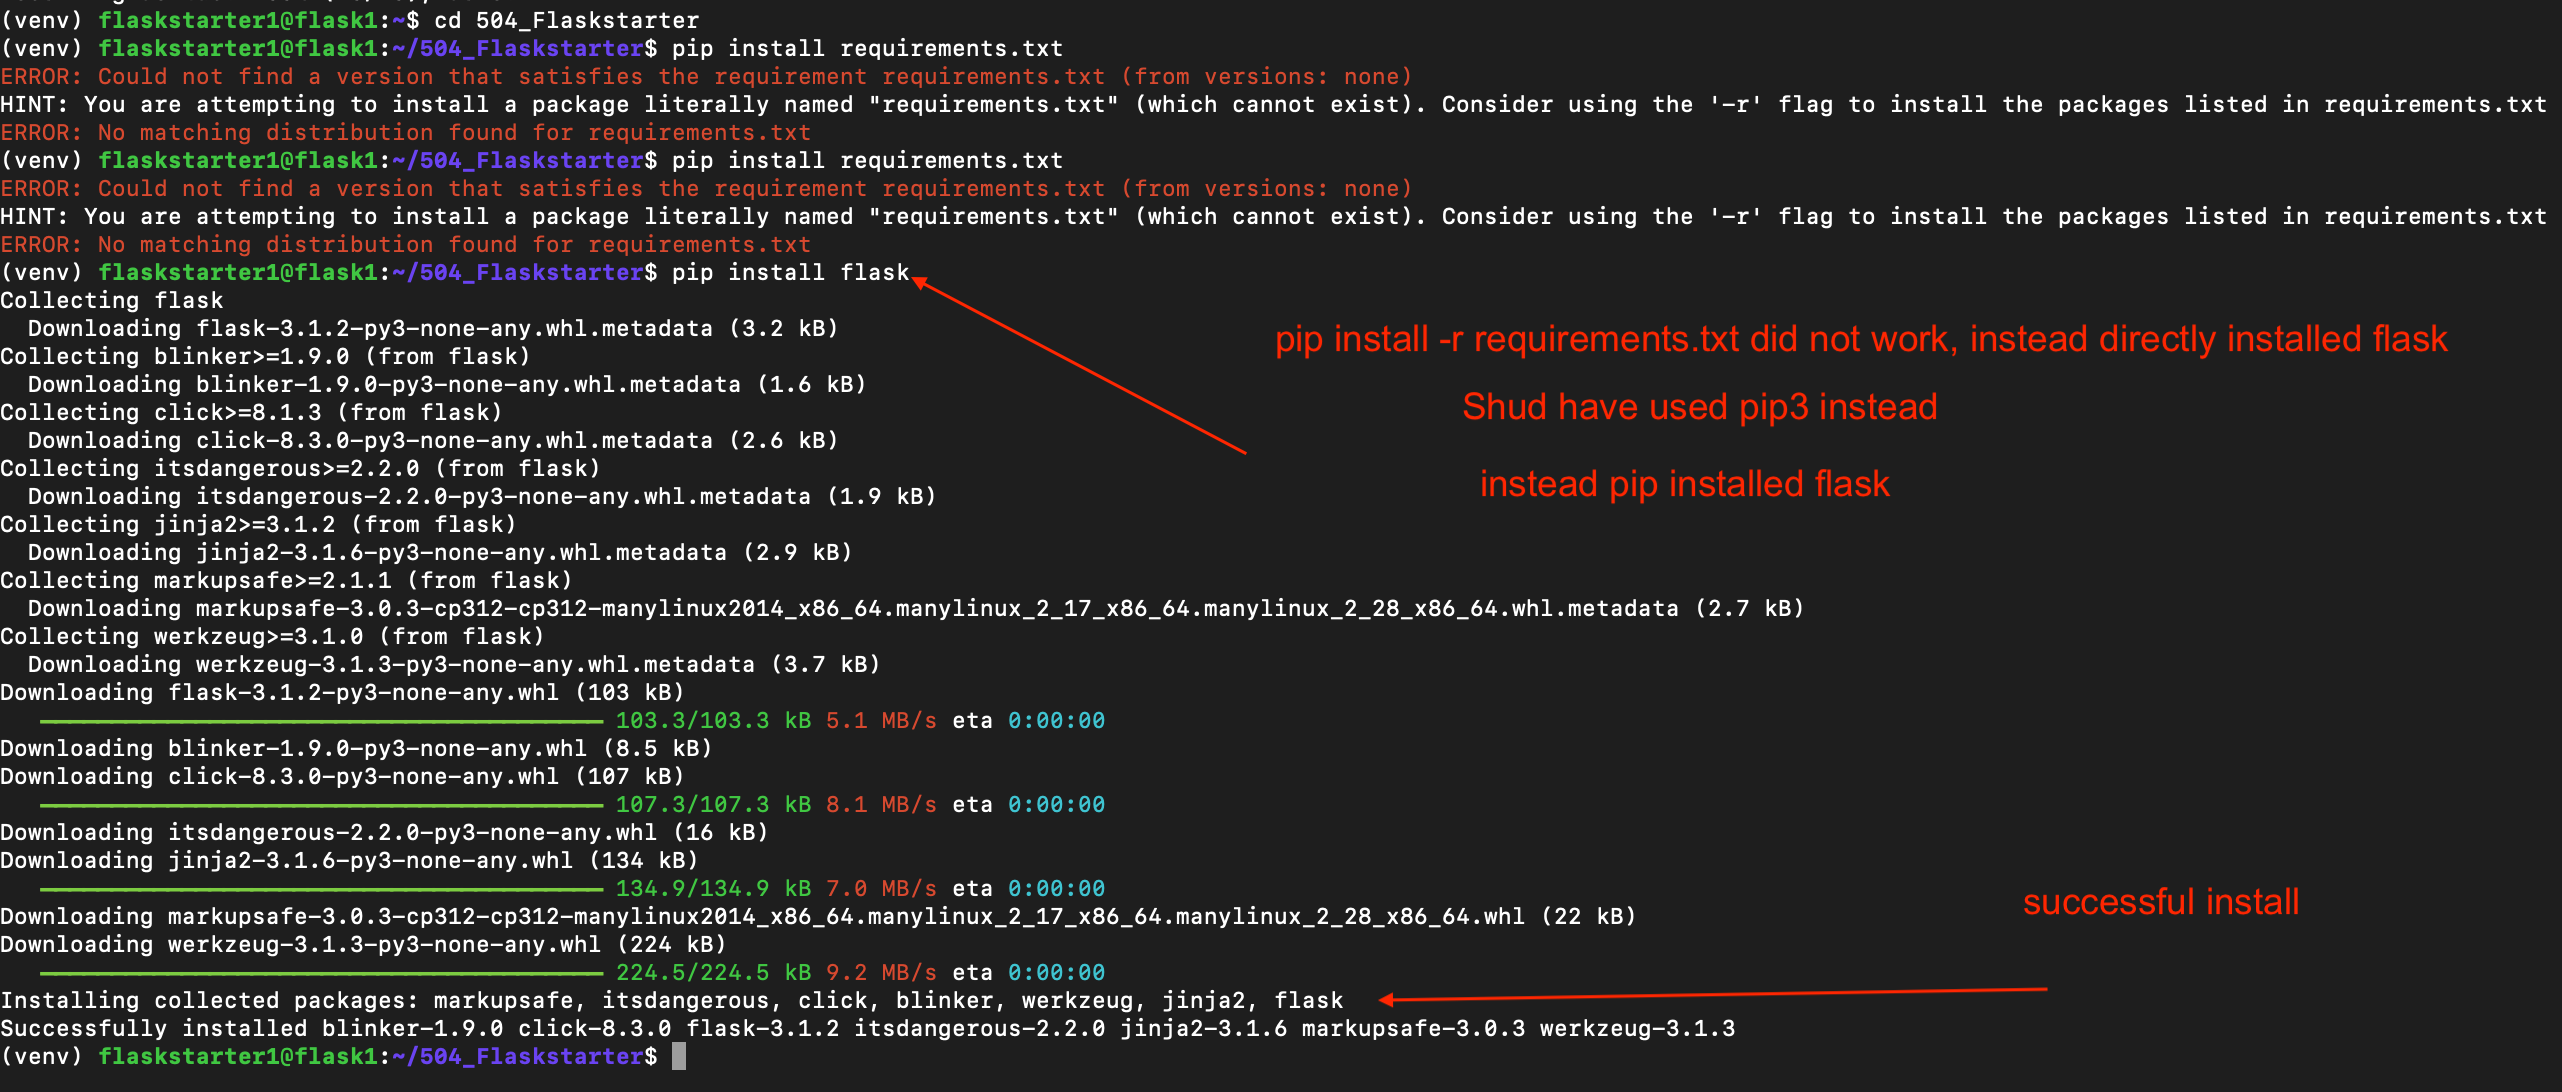 (venv) flaskstarter1@flask1:~$ cd 504_Flaskstarter
(venv) flaskstarter1@flask1:~/504_Flaskstarter$ pip install requirements.txt
ERROR: Could not find a version that satisfies the requirement requirements.txt (from versions: none)
HINT: You are attempting to install a package literally named "requirements.txt" (which cannot exist). Consider using the '-r' flag to install the packages listed in requirements.txt
ERROR: No matching distribution found for requirements.txt
(venv) flaskstarter1@flask1:~/504_Flaskstarter$ pip install requirements.txt
ERROR: Could not find a version that satisfies the requirement requirements.txt (from versions: none)
HINT: You are attempting to install a package literally named "requirements.txt" (which cannot exist). Consider using the '-r' flag to install the packages listed in requirements.txt
ERROR: No matching distribution found for requirements.txt
(venv) flaskstarter1@flask1:~/504_Flaskstarter$ pip install flask
Collecting flask
Downloading flask-3.1.2-py3-none-any.whl.metadata (3.2 kB)
pip install -r requirements.txt did not work, instead directly installed flask
Collecting blinker>=1.9.0 (from flask)
Downloading blinker-1.9.0-py3-none-any.whl.metadata (1.6 kB)
Collecting click>=8.1.3 (from flask)
Shud have used pip3 instead
Downloading click-8.3.0-py3-none-any.whl.metadata (2.6 kB)
Collecting itsdangerous>=2.2.0 (from flask)
instead pip installed flask
Downloading itsdangerous-2.2.0-py3-none-any.whl.metadata (1.9 kB)
Collecting jinja2>=3.1.2 (from flask)
Downloading jinja2-3.1.6-py3-none-any.whl.metadata (2.9 kB)
Collecting markupsafe>=2.1.1 (from flask)
Downloading markupsafe-3.0.3-cp312-cp312-manylinux2014_x86_64.manylinux_2_17_x86_64.manylinux_2_28_x86_64.whl.metadata (2.7 kB)
Collecting werkzeug>=3.1.0 (from flask)
Downloading werkzeug-3.1.3-py3-none-any.whl.metadata (3.7 kB)
Downloading flask-3.1.2-py3-none-any.whl (103 kB)
103.3/103.3 kB 5.1 MB/s eta 0:00:00
Downloading blinker-1.9.0-py3-none-any.whl (8.5 kB)
Downloading click-8.3.0-py3-none-any.whl (107 kB)
107.3/107.3 kB 8.1 MB/s eta 0:00:00
Downloading itsdangerous-2.2.0-py3-none-any.whl (16 kB)
Downloading jinja2-3.1.6-py3-none-any.whl (134 kB)
134.9/134.9 kB 7.0 MB/s eta 0:00:00
successful install
Downloading markupsafe-3.0.3-cp312-cp312-manylinux2014_x86_64.manylinux_2_17_x86_64.manylinux_2_28_x86_64.whl (22 kB)
Downloading werkzeug-3.1.3-py3-none-any.whl (224 kB)
224.5/224.5 kB 9.2 MB/s eta 0:00:00
Installing collected packages: markupsafe, itsdangerous, click, blinker, werkzeug, jinja2, flask
Successfully installed blinker-1.9.0 click-8.3.0 flask-3.1.2 itsdangerous-2.2.0 jinja2-3.1.6 markupsafe-3.0.3 werkzeug-3.1.3
(venv) flaskstarter1@flask1:~/504_Flaskstarter$